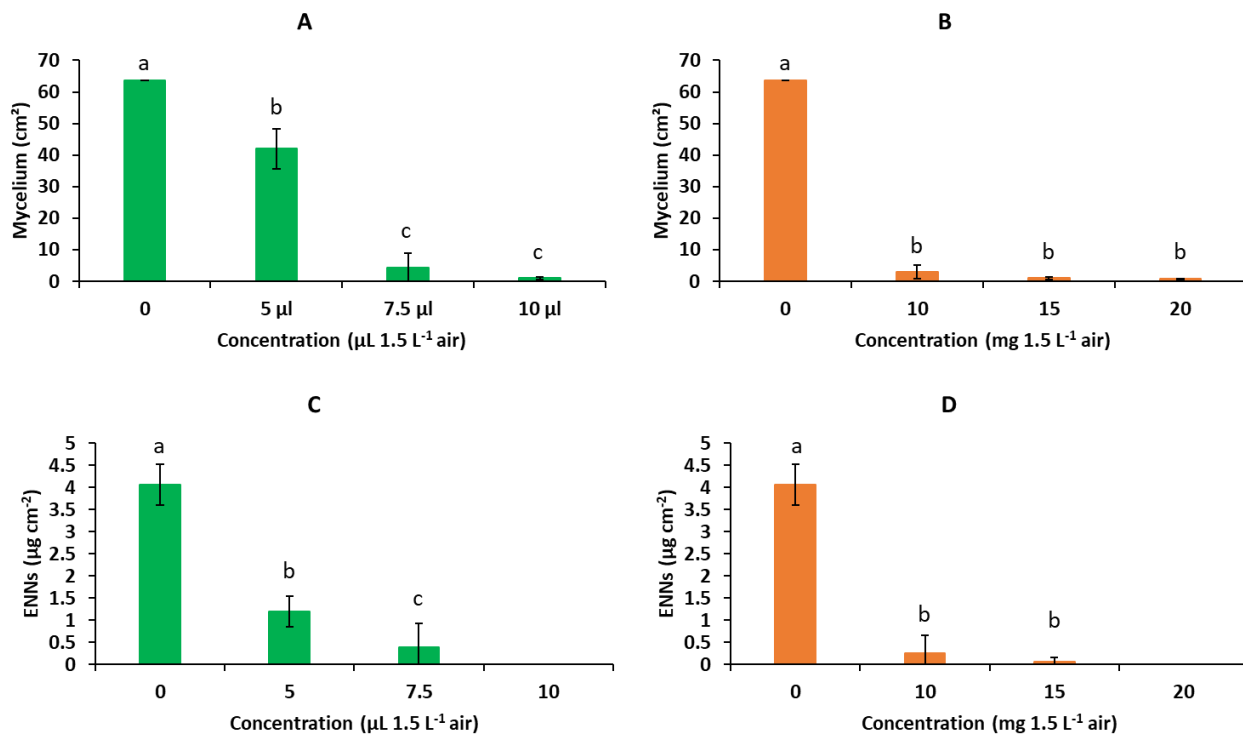 A
Mycelium (cm²)
70
60
50
40
30
20
10
0
a
b
c
c
0 5 µl 7.5 µl 10 µl
Concentration (µL 1.5 L⁻¹ air)
B
Mycelium (cm²)
70
60
50
40
30
20
10
0
a
b
b
b
0 10 15 20
Concentration (mg 1.5 L⁻¹ air)
C
ENNs (µg cm⁻²)
5
4.5
4
3.5
3
2.5
2
1.5
1
0.5
0
a
b
c
0 5 7.5 10
Concentration (µL 1.5 L⁻¹ air)
D
ENNs (µg cm⁻²)
5
4.5
4
3.5
3
2.5
2
1.5
1
0.5
0
a
b
b
0 10 15 20
Concentration (mg 1.5 L⁻¹ air)